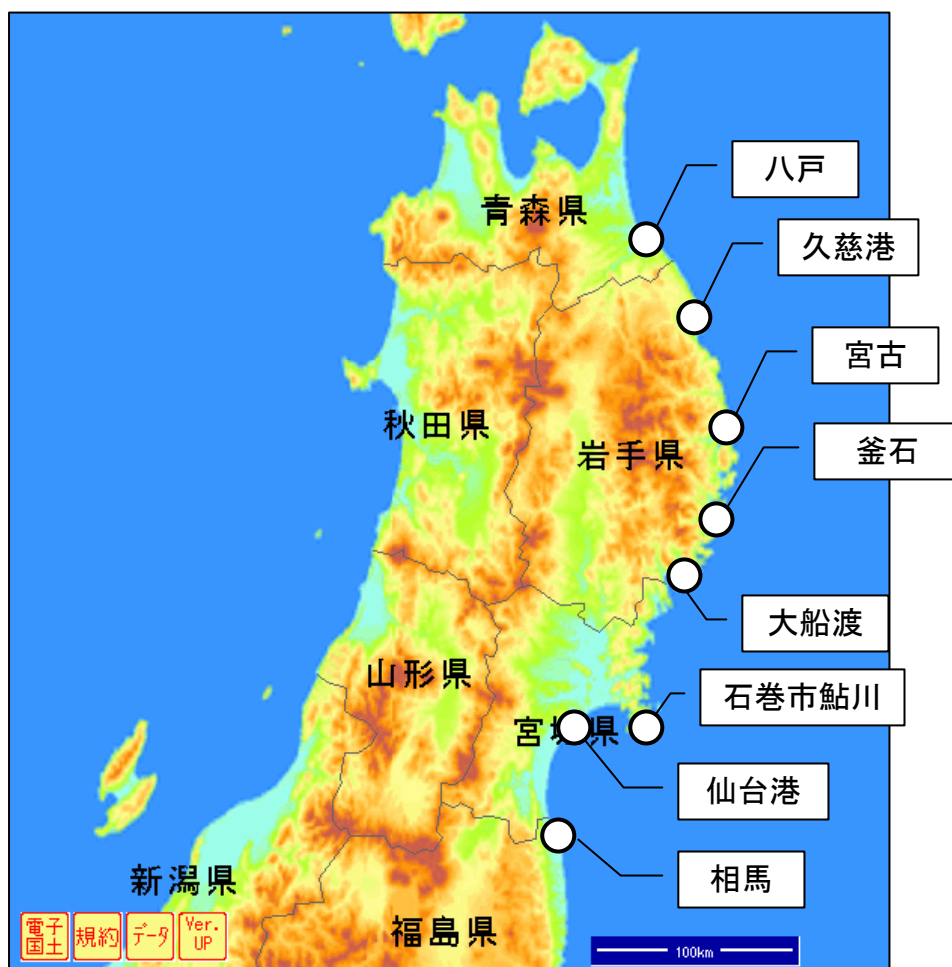 八戸
青森県
久慈港
宮古
秋田県
岩手県
釜石
大船渡
山形県
石巻市鮎川
宮城県
仙台港
新潟県
相馬
福島県
電子
国土
規約
データ
Ver.
UP
100km